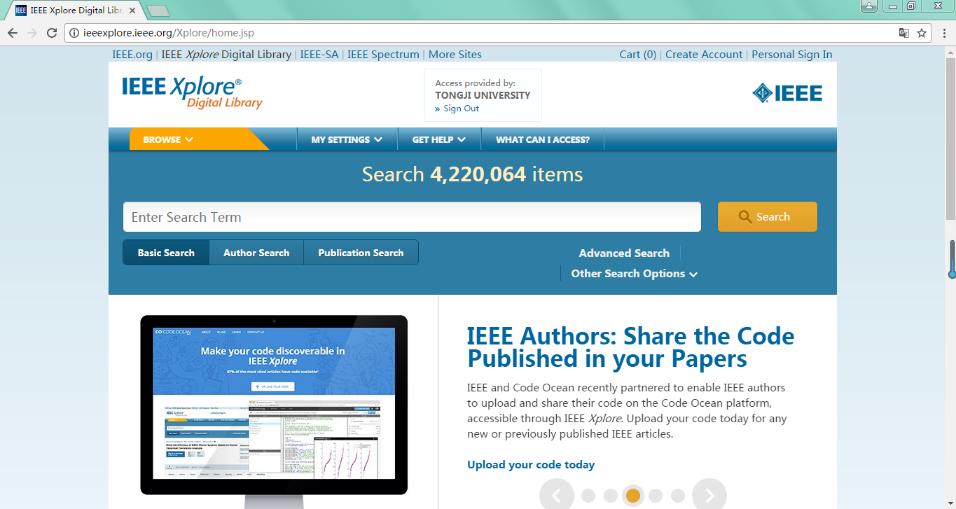 IEEE Xplore Digital Libr
ieeexplore.ieee.org/Xplore/home.jsp
IEEE.org | IEEE Xplore Digital Library | IEEE-SA | IEEE Spectrum | More Sites
Cart (0) | Create Account | Personal Sign In
IEEE Xplore®
Digital Library
Access provided by:
TONGJI UNIVERSITY
» Sign Out
IEEE
BROWSE
MY SETTINGS
GET HELP
WHAT CAN I ACCESS?
Search 4,220,064 items
Enter Search Term
Search
Basic Search
Author Search
Publication Search
Advanced Search
Other Search Options
CODE OCEAN
Make your code discoverable in
IEEE Xplore
IEEE Authors: Share the Code
Published in your Papers
IEEE and Code Ocean recently partnered to enable IEEE authors
to upload and share their code on the Code Ocean platform,
accessible through IEEE Xplore. Upload your code today for any
new or previously published IEEE articles.
Upload your code today